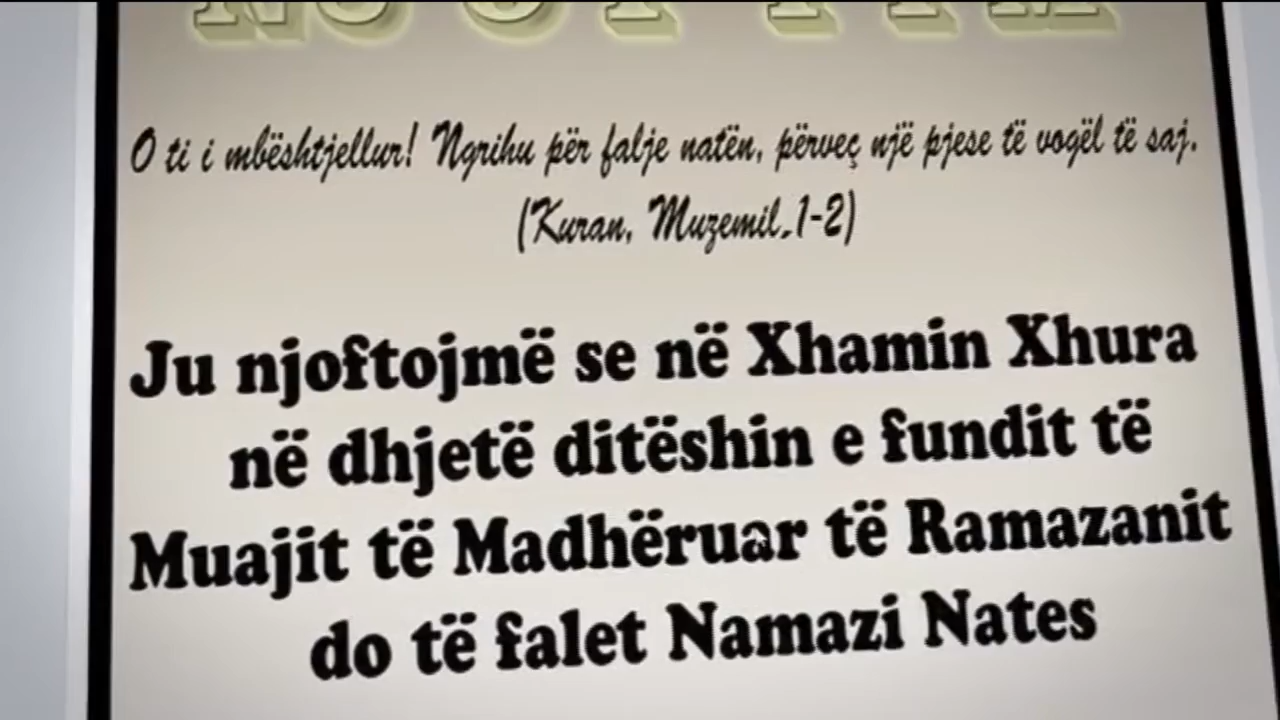 O ti i mbështjellur! Ngrihu për falje natën, përveç një pjese të vogël të saj.
(Kuran, Muzemil.1-2)
Ju njoftojmë se në Xhamin Xhura
në dhjetë ditëshin e fundit të
Muajit të Madhëruar të Ramazanit
do të falet Namazi Nates